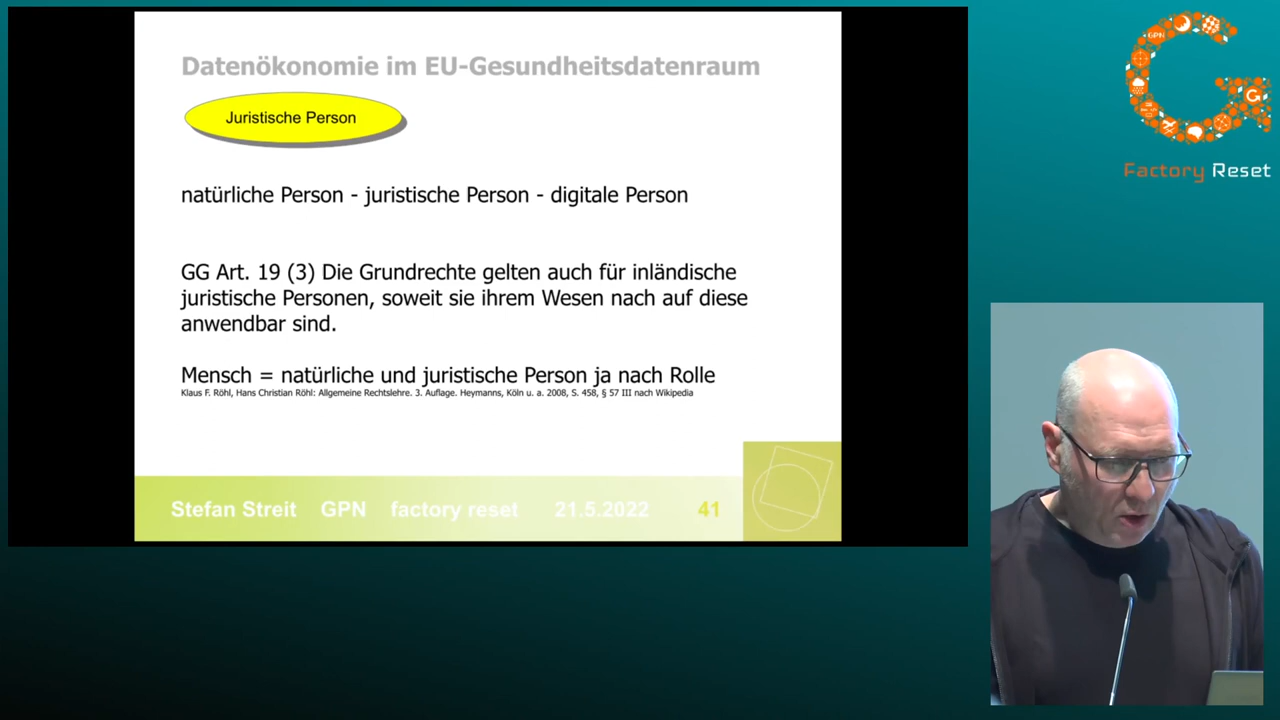 Datenökonomie im EU-Gesundheitsdatenraum
Juristische Person
natürliche Person - juristische Person - digitale Person
GG Art. 19 (3) Die Grundrechte gelten auch für inländische
juristische Personen, soweit sie ihrem Wesen nach auf diese
anwendbar sind.
Mensch = natürliche und juristische Person ja nach Rolle
Klaus F. Röhl, Hans Christian Röhl: Allgemeine Rechtslehre. 3. Auflage. Heymanns, Köln u. a. 2008, S. 458, § 57 III nach Wikipedia
Stefan Streit GPN factory reset 21.5.2022 41
GPN
Factory Reset